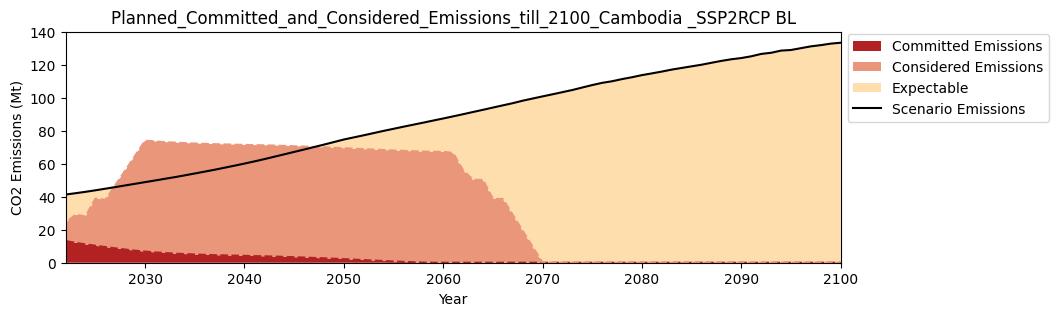 Planned_Committed_and_Considered_Emissions_till_2100_Cambodia _SSP2RCP BL
140
120
100
80
60
40
20
0
CO2 Emissions (Mt)
2030 2040 2050 2060 2070 2080 2090 2100
Year
Committed Emissions
Considered Emissions
Expectable
Scenario Emissions